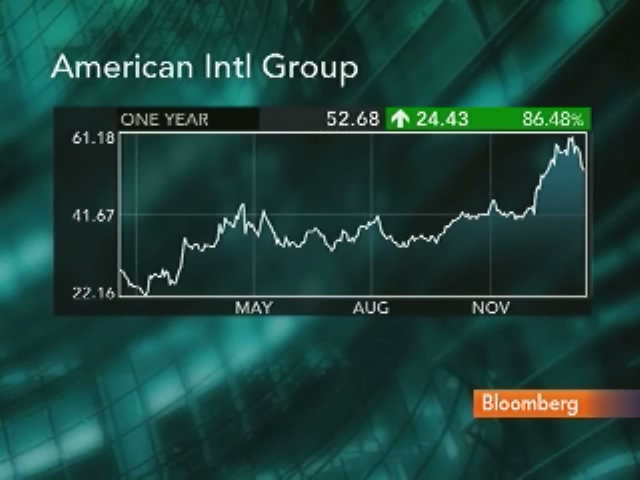 American Intl Group
ONE YEAR 52.68 24.43 86.48%
61.18
41.67
22.16
MAY AUG NOV
Bloomberg